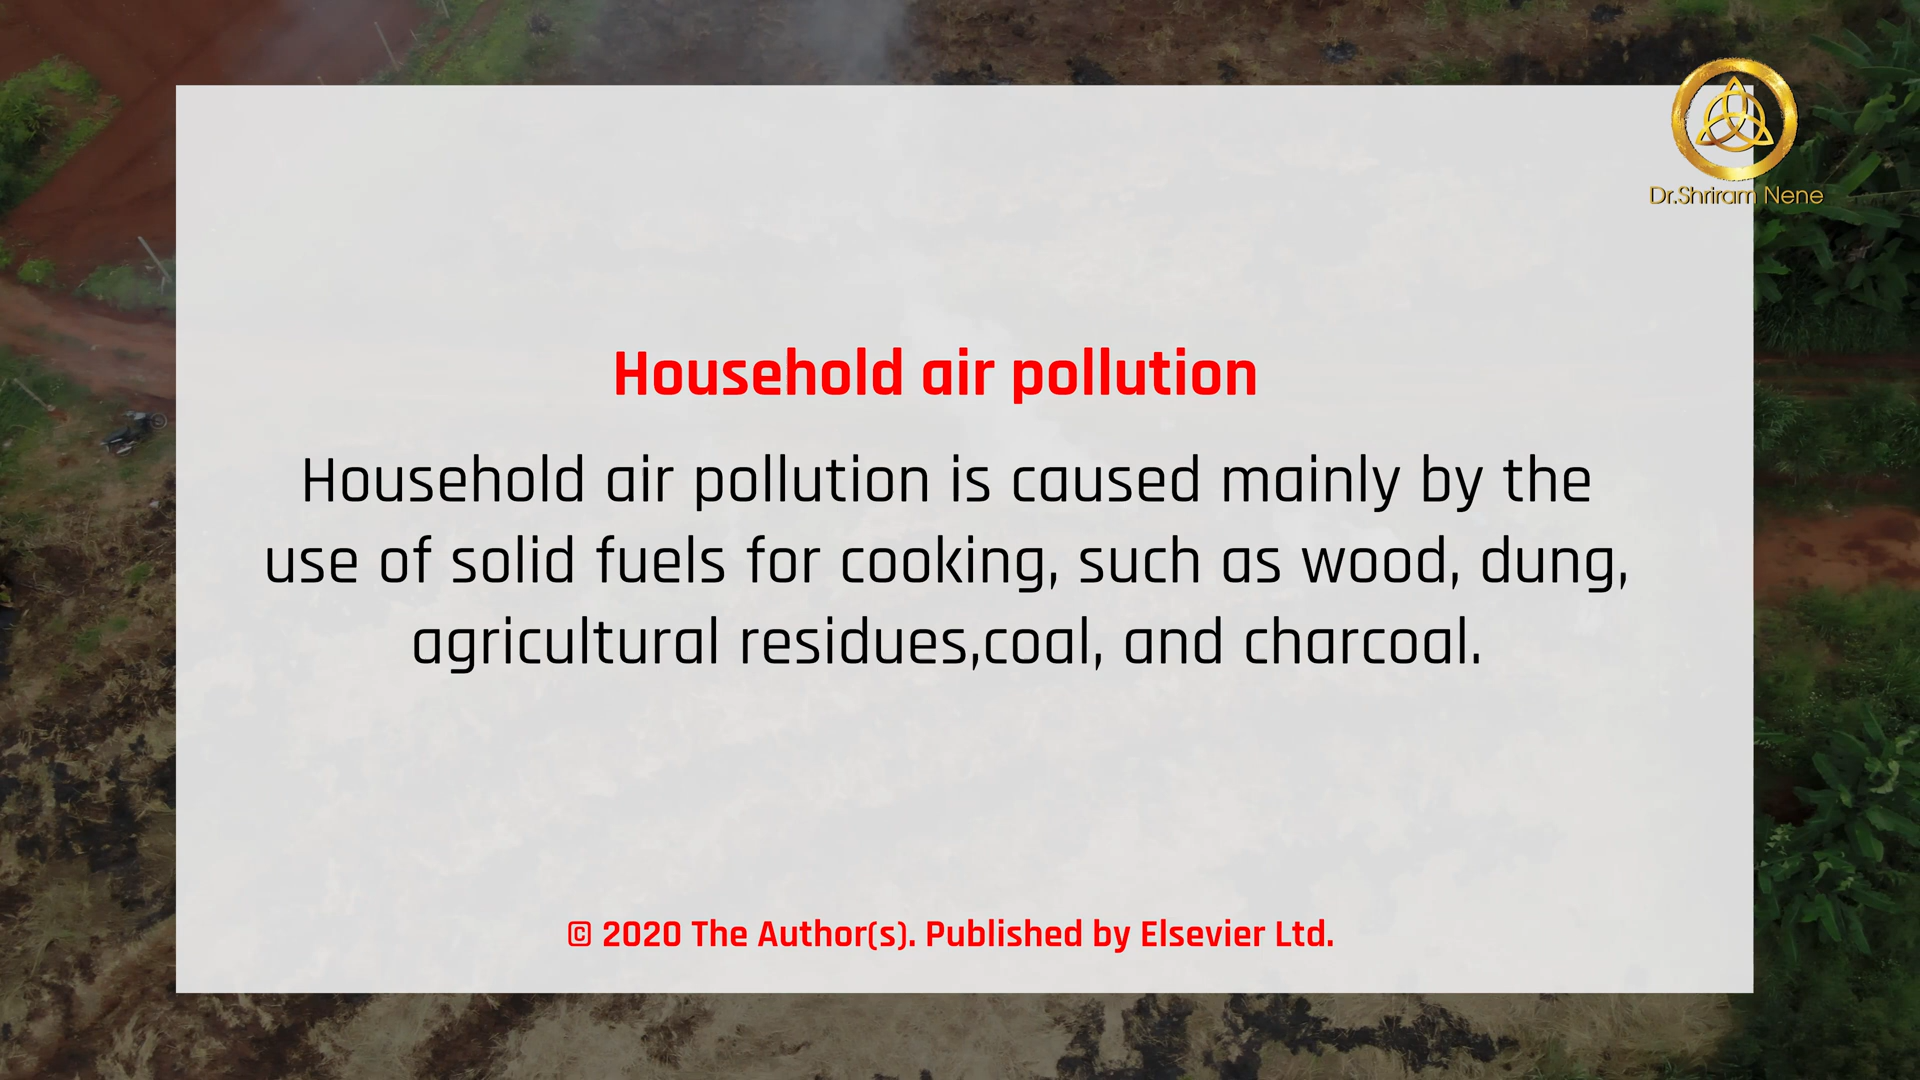 Dr.Shriram Nene
Household air pollution
Household air pollution is caused mainly by the
use of solid fuels for cooking, such as wood, dung,
agricultural residues,coal, and charcoal.
© 2020 The Author(s). Published by Elsevier Ltd.